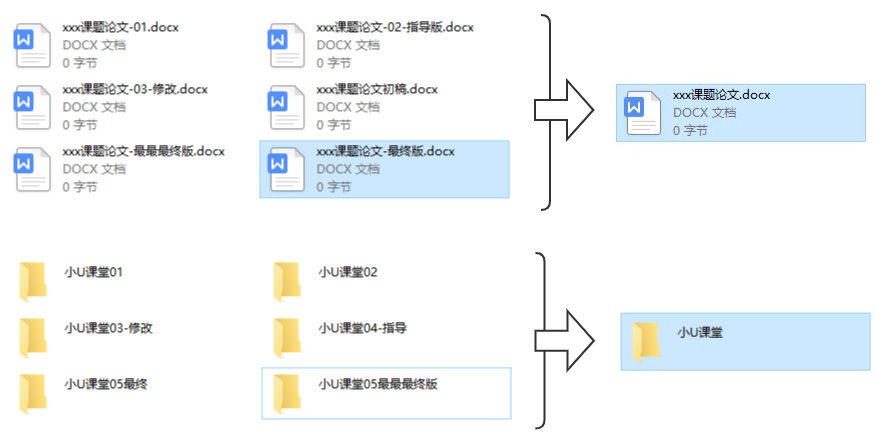 xxx课题论文-01.docx
DOCX 文档
0 字节
xxx课题论文-02-指导版.docx
DOCX 文档
0 字节
xxx课题论文-03-修改.docx
DOCX 文档
0 字节
xxx课题论文初稿.docx
DOCX 文档
0 字节
xxx课题论文-最最最终版.docx
DOCX 文档
0 字节
xxx课题论文-最终版.docx
DOCX 文档
0 字节
xxx课题论文.docx
DOCX 文档
0 字节
小U课堂01
小U课堂02
小U课堂03-修改
小U课堂04-指导
小U课堂05最终
小U课堂05最最最终版
小U课堂